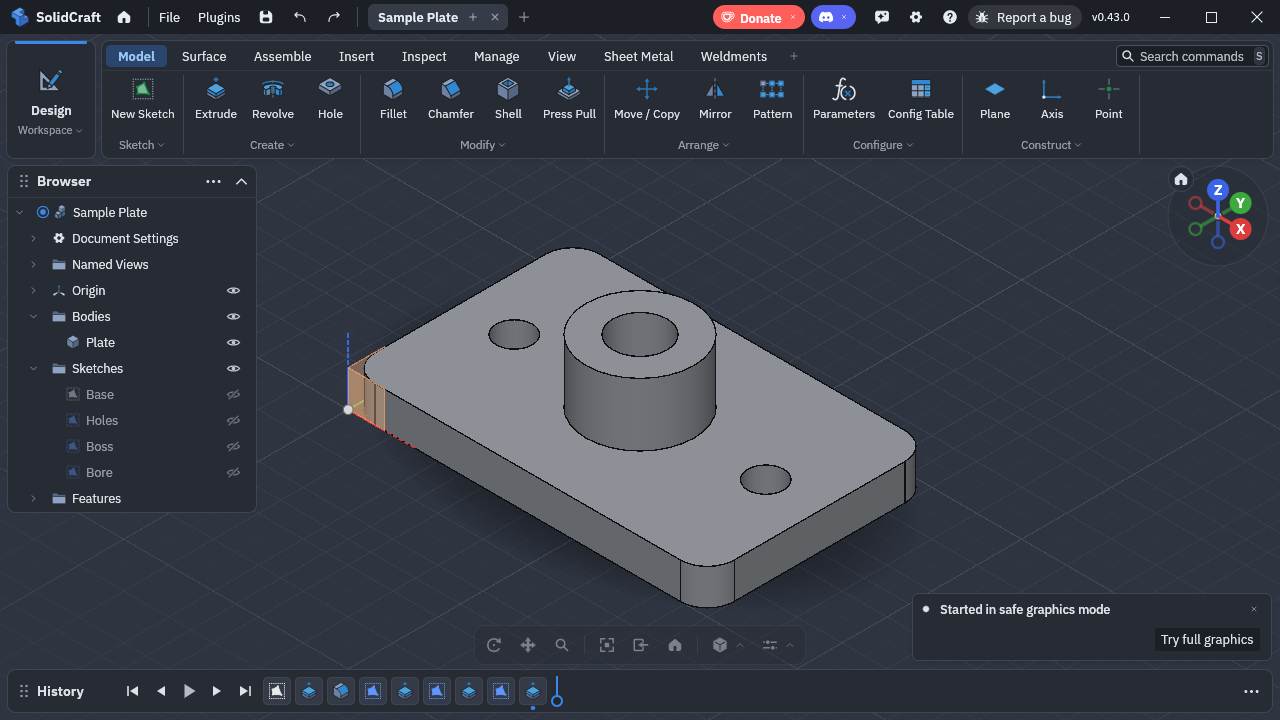 SolidCraft
File
Plugins
Sample Plate
Donate
Report a bug
v0.43.0
Design
Workspace
Model
Surface
Assemble
Insert
Inspect
Manage
View
Sheet Metal
Weldments
Search commands
S
New Sketch
Extrude
Revolve
Hole
Fillet
Chamfer
Shell
Press Pull
Move / Copy
Mirror
Pattern
Parameters
Config Table
Plane
Axis
Point
Sketch
Create
Modify
Arrange
Configure
Construct
Browser
Sample Plate
Document Settings
Named Views
Origin
Bodies
Plate
Sketches
Base
Holes
Boss
Bore
Features
Z
Y
X
Started in safe graphics mode
Try full graphics
History